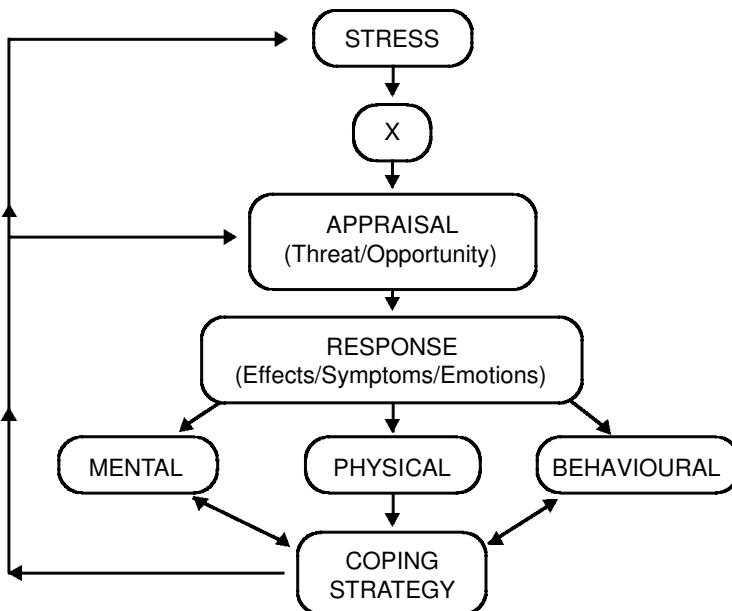 STRESS
X
APPRAISAL
(Threat/Opportunity)
RESPONSE
(Effects/Symptoms/Emotions)
MENTAL
PHYSICAL
BEHAVIOURAL
COPING
STRATEGY